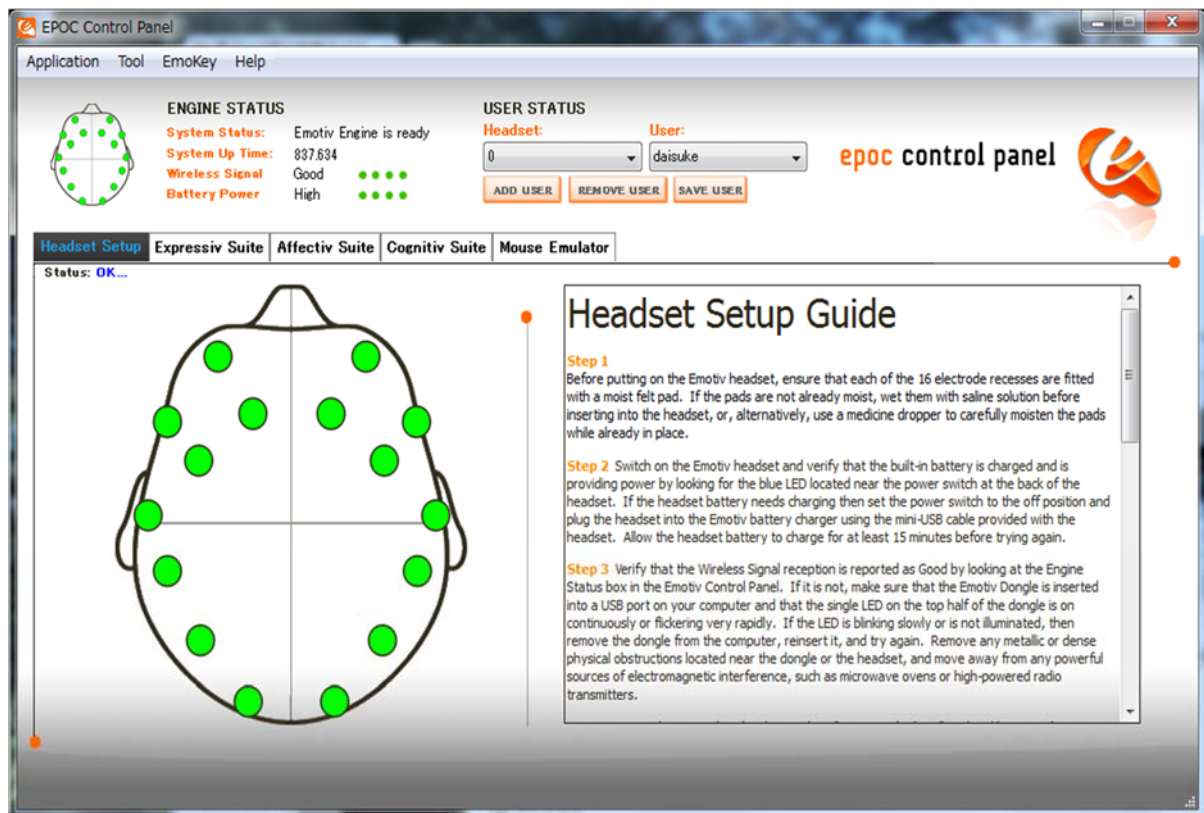 EPOC Control Panel
Application Tool EmoKey Help
ENGINE STATUS
System Status: Emotiv Engine is ready
System Up Time: 837.634
Wireless Signal Good
Battery Power High
USER STATUS
Headset: User:
0 daisuke
ADD USER REMOVE USER SAVE USER
epoc control panel
Headset Setup Expressiv Suite Affectiv Suite Cognitiv Suite Mouse Emulator
Status: OK...
Headset Setup Guide
Step 1
Before putting on the Emotiv headset, ensure that each of the 16 electrode recesses are fitted
with a moist felt pad. If the pads are not already moist, wet them with saline solution before
inserting into the headset, or, alternatively, use a medicine dropper to carefully moisten the pads
while already in place.
Step 2 Switch on the Emotiv headset and verify that the built-in battery is charged and is
providing power by looking for the blue LED located near the power switch at the back of the
headset. If the headset battery needs charging then set the power switch to the off position and
plug the headset into the Emotiv battery charger using the mini-USB cable provided with the
headset. Allow the headset battery to charge for at least 15 minutes before trying again.
Step 3 Verify that the Wireless Signal reception is reported as Good by looking at the Engine
Status box in the Emotiv Control Panel. If it is not, make sure that the Emotiv Dongle is inserted
into a USB port on your computer and that the single LED on the top half of the dongle is on
continuously or flickering very rapidly. If the LED is blinking slowly or is not illuminated, then
remove the dongle from the computer, reinsert it, and try again. Remove any metallic or dense
physical obstructions located near the dongle or the headset, and move away from any powerful
sources of electromagnetic interference, such as microwave ovens or high-powered radio
transmitters.